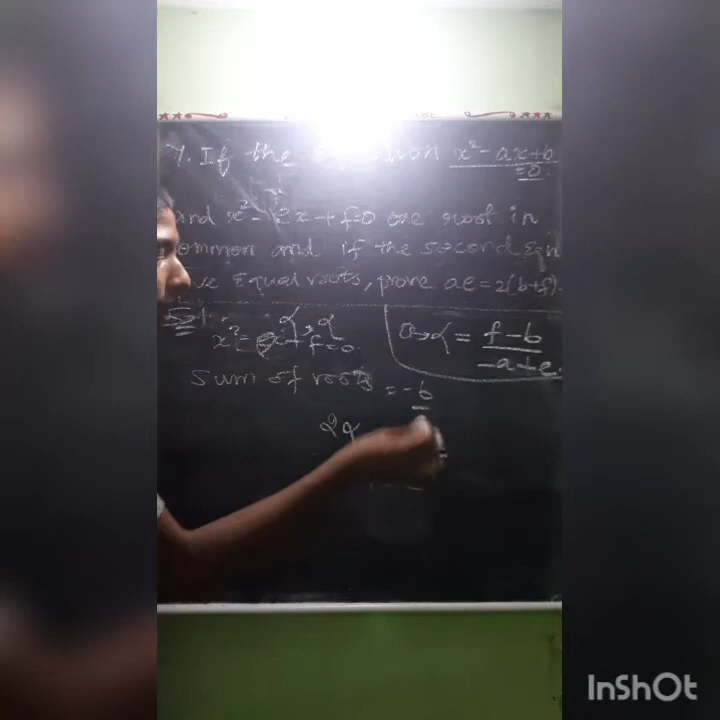 7. If the Equation x² - ax + b = 0.
and x² - ex + f = 0 one root in
common and if the second Eqn
Equal roots, prove ae = 2(b+f).
Sol.
α, α
x² - ex + f = 0.
α = f - b / -a + e
Sum of roots = -b
2α
InShOt